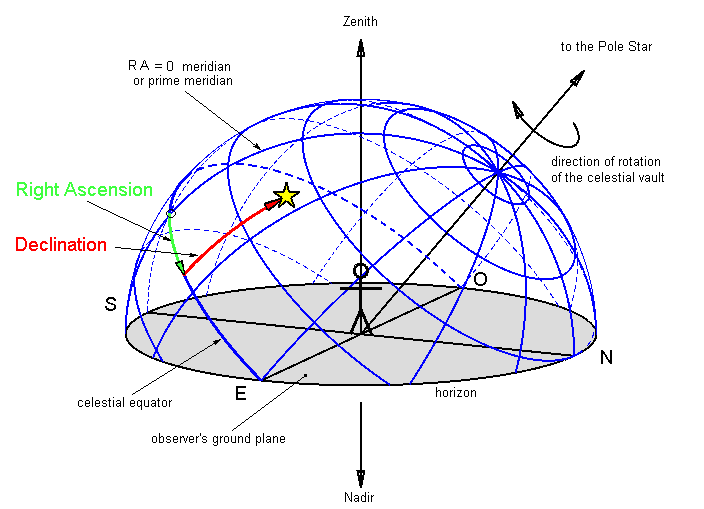 Zenith
to the Pole Star
R A = 0 meridian
or prime meridian
direction of rotation
of the celestial vault
Right Ascension
Declination
S
O
N
E
celestial equator
horizon
observer's ground plane
Nadir